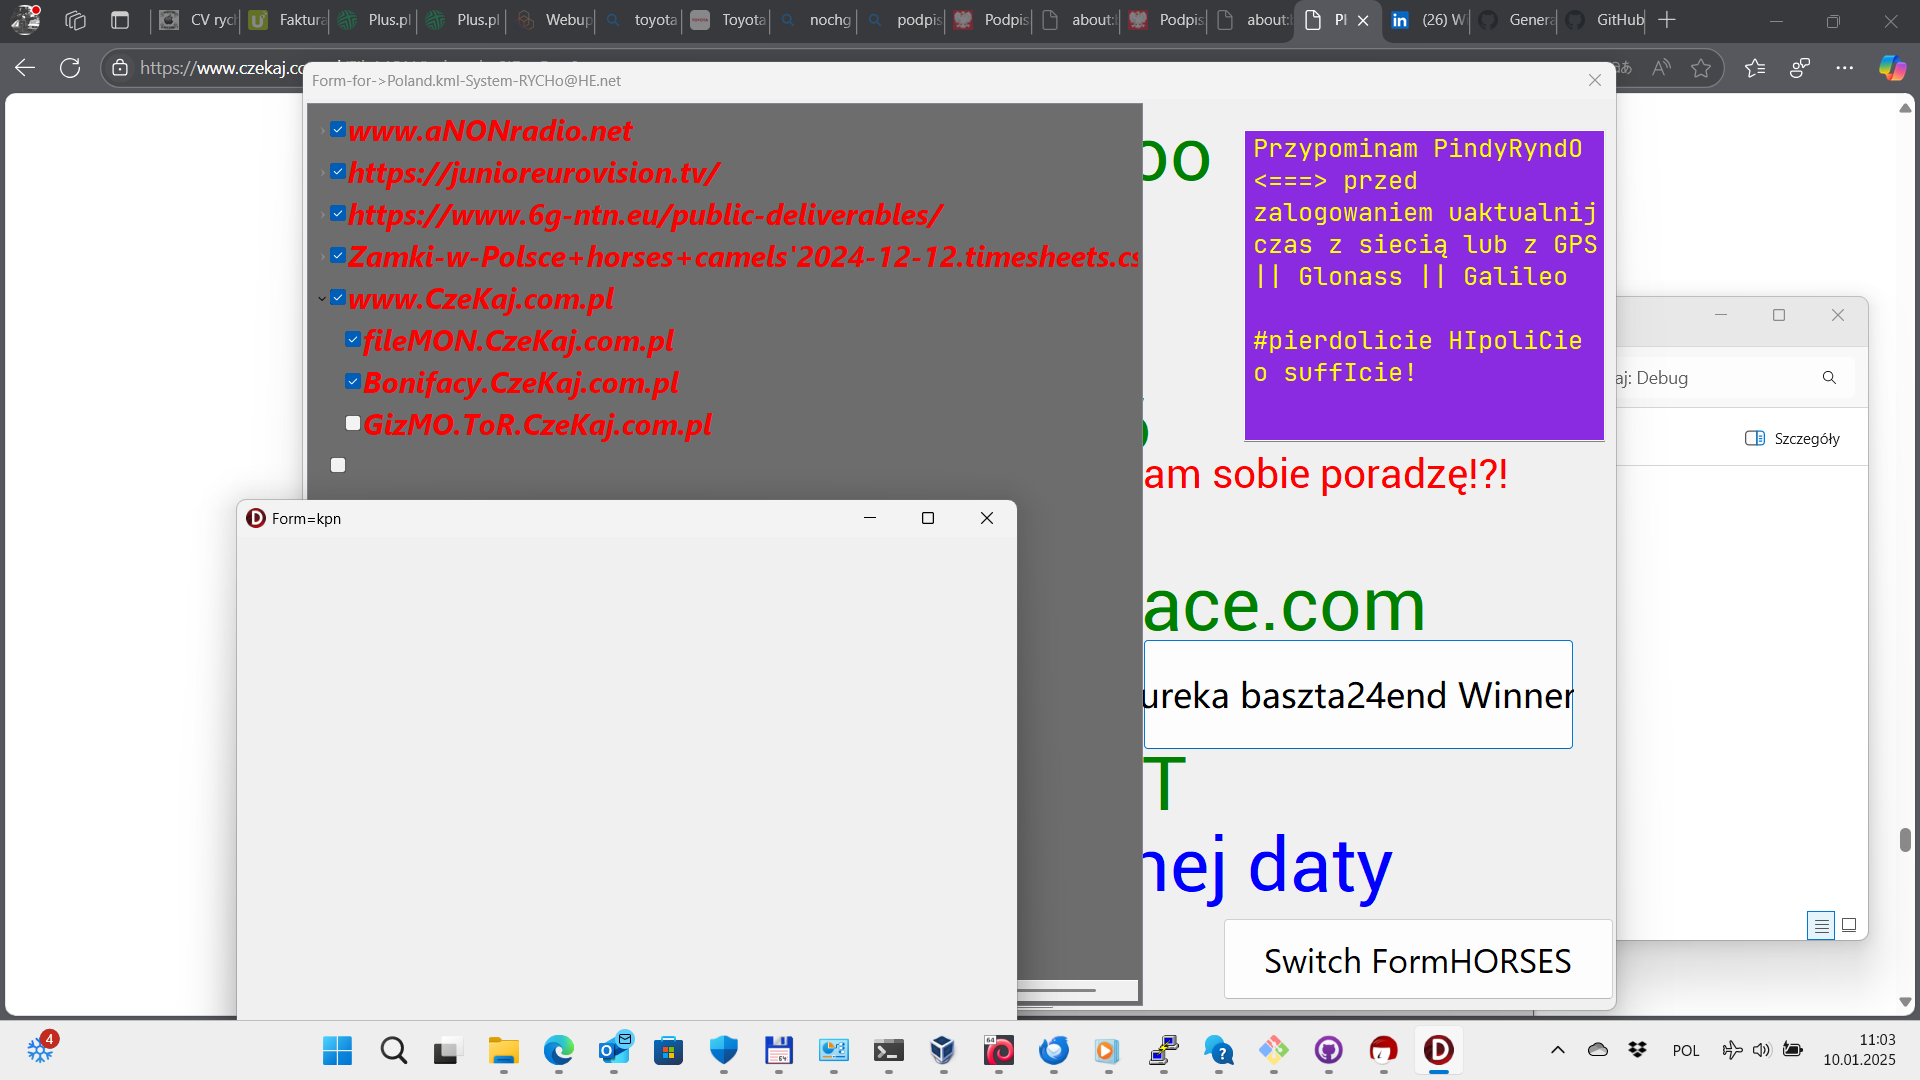 CV rych
Faktura
Plus.pl
Plus.pl
Webup
toyota
Toyota
nochg
podpis
Podpis
about:b
Podpis
about:b
Pl
(26) W
Genera
GitHub
https://www.czekaj.co
Form-for->Poland.kml-System-RYCHo@HE.net
www.aNONradio.net
https://junioreurovision.tv/
https://www.6g-ntn.eu/public-deliverables/
Zamki-w-Polsce+horses+camels'2024-12-12.timesheets.cs
www.CzeKaj.com.pl
fileMON.CzeKaj.com.pl
Bonifacy.CzeKaj.com.pl
GizMO.ToR.CzeKaj.com.pl
oo
Przypominam PindyRyndO
<===> przed
zalogowaniem uaktualnij
czas z siecią lub z GPS
|| Glonass || Galileo
#pierdolicie HIpoliCie
o suffIcie!
am sobie poradzę!?!
ace.com
ureka baszta24end Winner
T
nej daty
Switch FormHORSES
Form=kpn
aj: Debug
Szczegóły
4
64
64
POL
11:03
10.01.2025